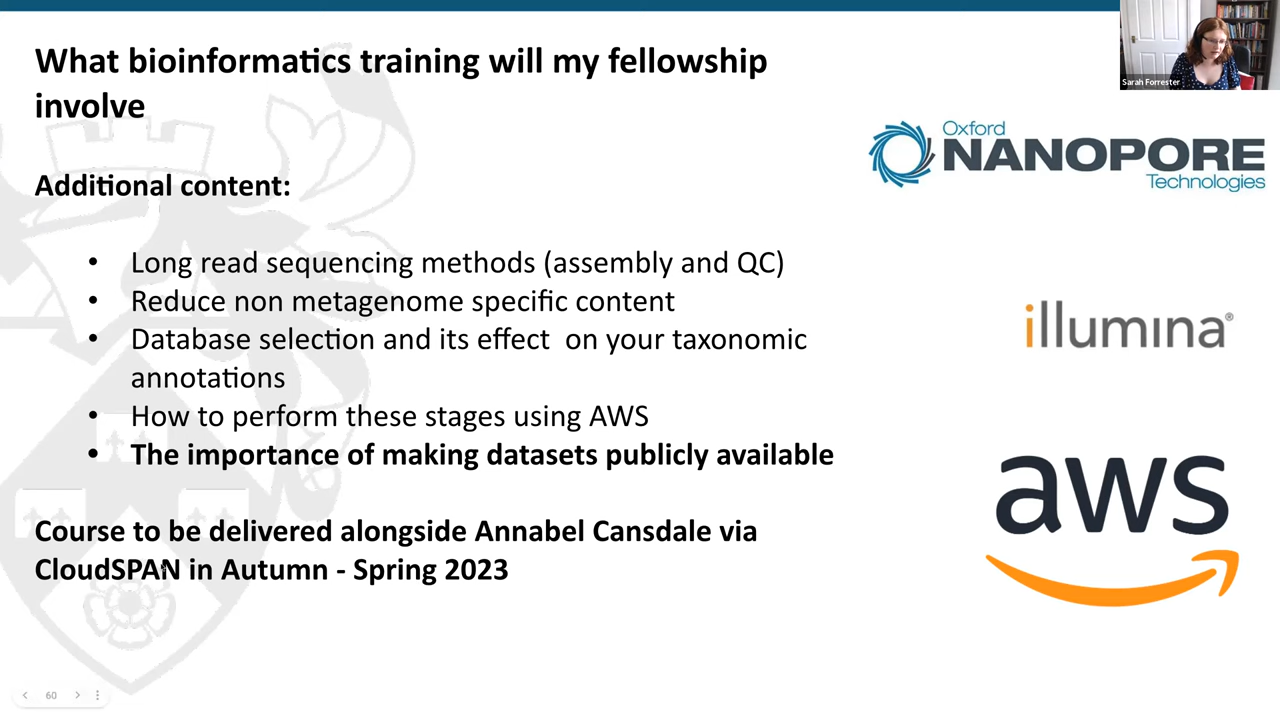 What bioinformatics training will my fellowship
involve
Sarah Forrester
Oxford
NANOPORE
Technologies
Additional content:
• Long read sequencing methods (assembly and QC)
• Reduce non metagenome specific content
• Database selection and its effect  on your taxonomic
annotations
• How to perform these stages using AWS
• The importance of making datasets publicly available
illumina®
aws
Course to be delivered alongside Annabel Cansdale via
CloudSPAN in Autumn - Spring 2023
60